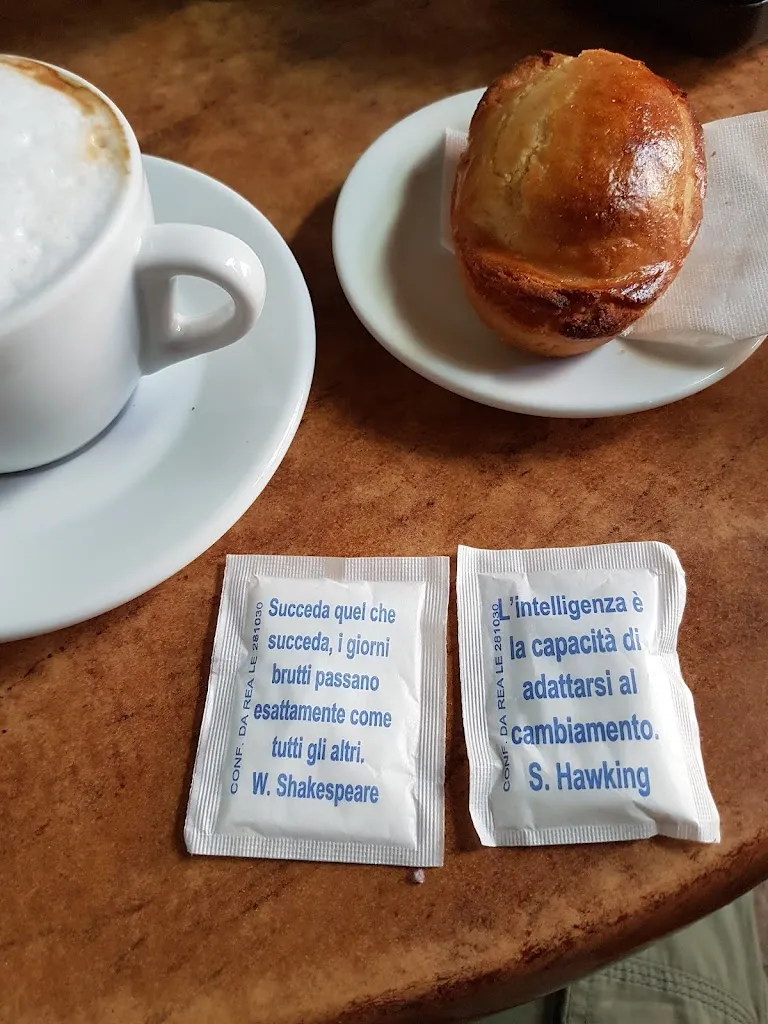 Succeda quel che
succeda, i giorni
brutti passano
esattamente come
tutti gli altri.
W. Shakespeare
CONF. DA REA LE 281030
L'intelligenza è
la capacità di
adattarsi al
cambiamento.
S. Hawking
CONF. DA REA LE 281030